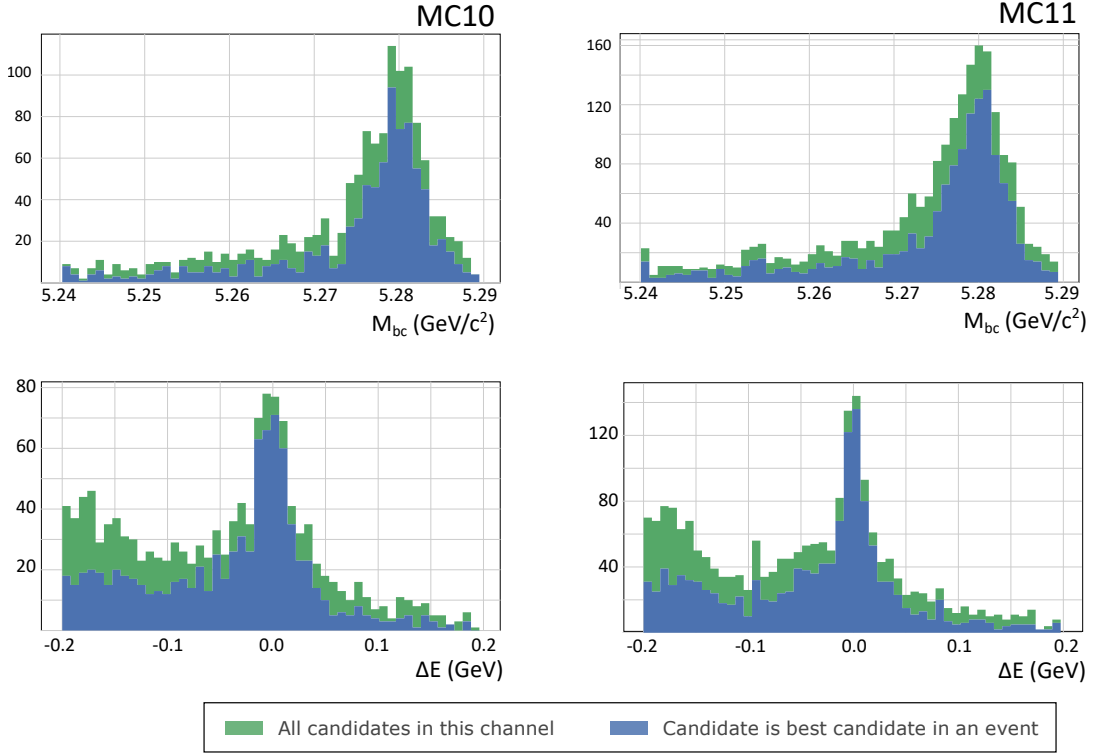 MC10
MC11
100
80
60
40
20
5.24 5.25 5.26 5.27 5.28 5.29
M_bc (GeV/c²)
160
120
80
40
5.24 5.25 5.26 5.27 5.28 5.29
M_bc (GeV/c²)
80
60
40
20
-0.2 -0.1 0.0 0.1 0.2
ΔE (GeV)
120
80
40
-0.2 -0.1 0.0 0.1 0.2
ΔE (GeV)
All candidates in this channel
Candidate is best candidate in an event